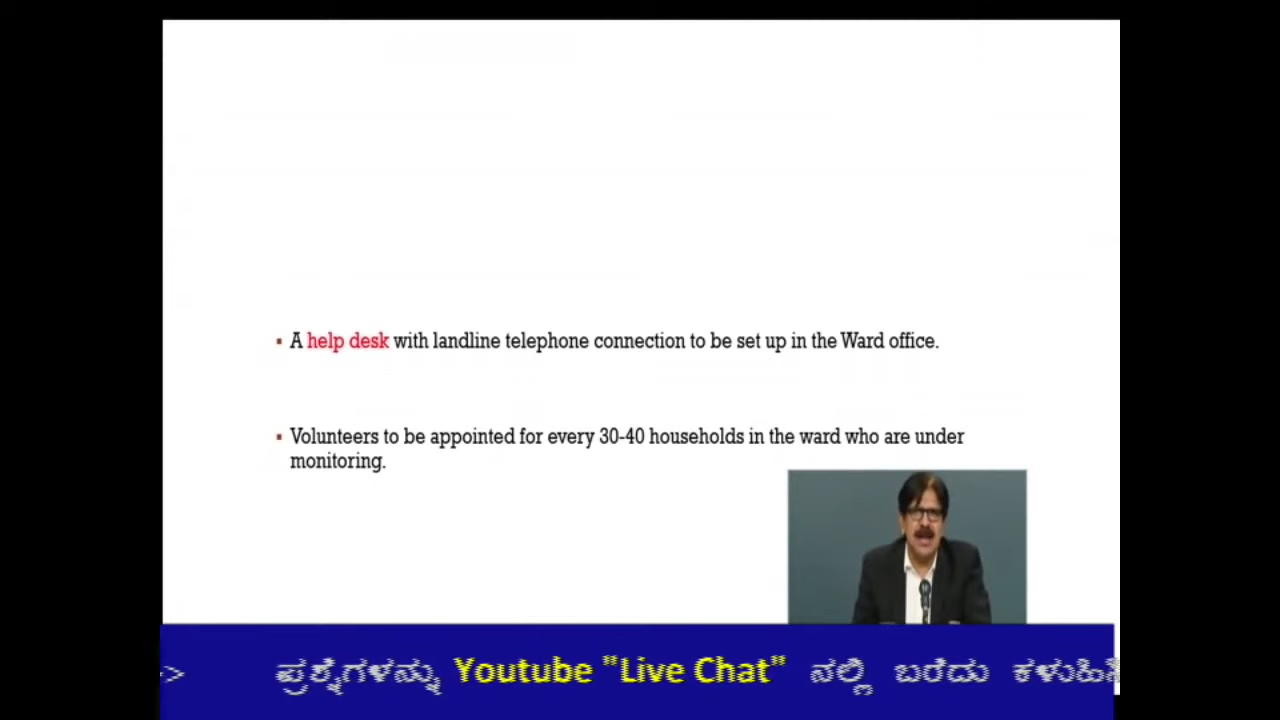 ▪ A help desk with landline telephone connection to be set up in the Ward office.
▪ Volunteers to be appointed for every 30-40 households in the ward who are under
monitoring.
-> ಪ್ರಶ್ನೆಗಳನ್ನು Youtube "Live Chat" ನಲ್ಲಿ ಬರೆದು ಕಳುಹಿಸಿ